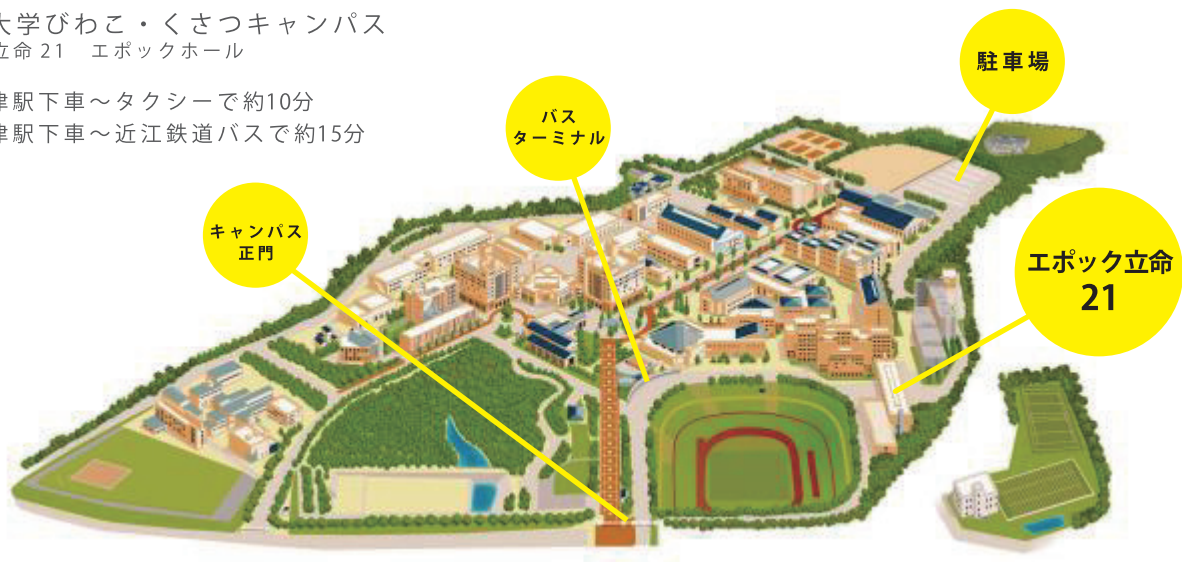 大学びわこ・くさつキャンパス
立命21　エポックホール
津駅下車～タクシーで約10分
津駅下車～近江鉄道バスで約15分
駐車場
バス
ターミナル
キャンパス
正門
エポック立命
21